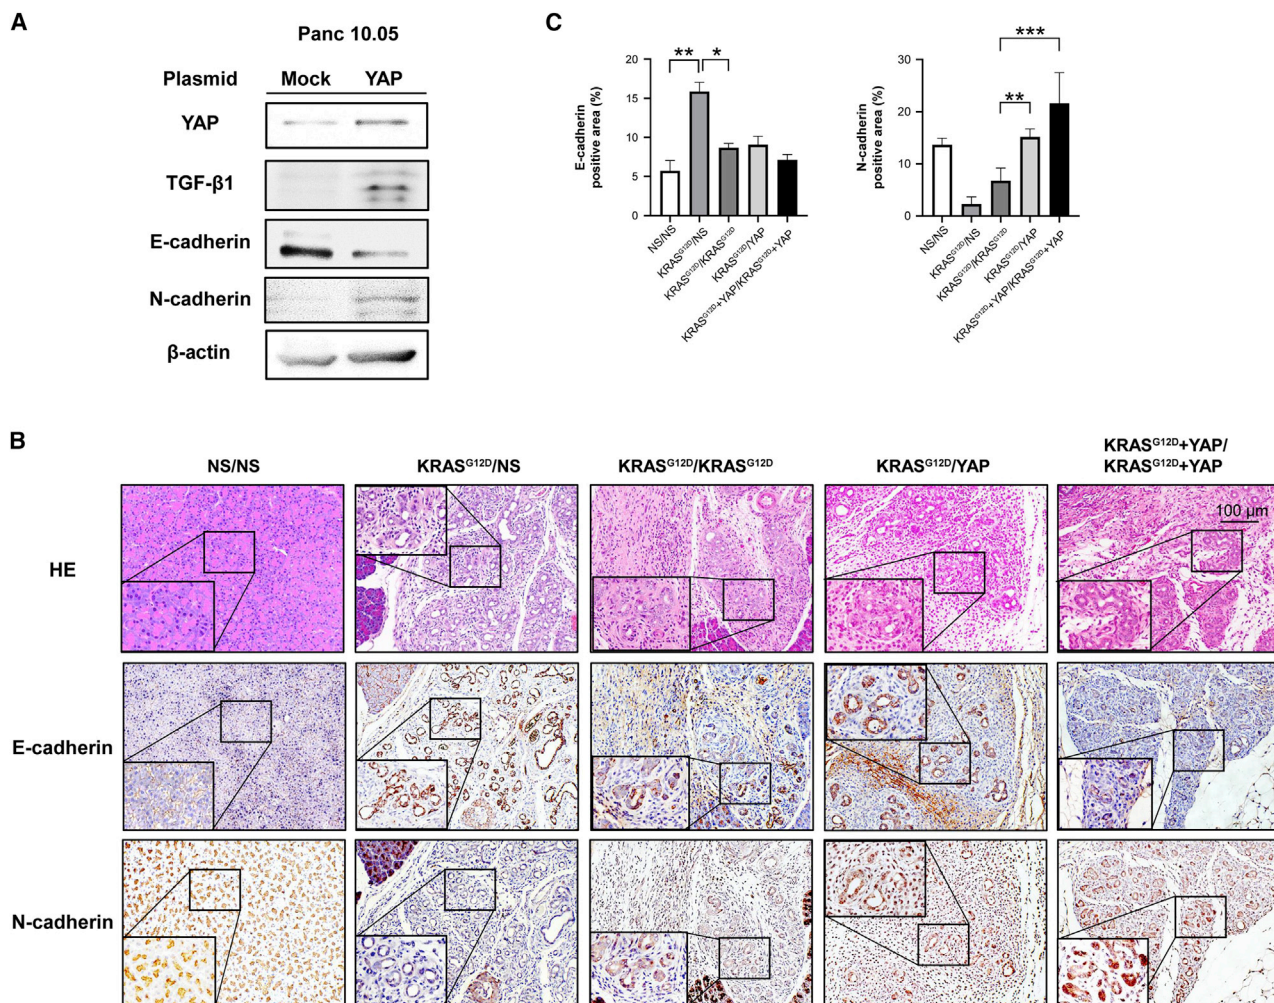 A
Panc 10.05
Plasmid Mock YAP
YAP
TGF-β1
E-cadherin
N-cadherin
β-actin
C
E-cadherin
positive area (%)
20
15
10
5
0
** *
NS/NS
KRASG12D/NS
KRASG12D/KRASG12D
KRASG12D/YAP
KRASG12D+YAP/KRASG12D+YAP
N-cadherin
positive area (%)
30
20
10
0
***
**
NS/NS
KRASG12D/NS
KRASG12D/KRASG12D
KRASG12D/YAP
KRASG12D+YAP/KRASG12D+YAP
B
NS/NS
KRASG12D/NS
KRASG12D/KRASG12D
KRASG12D/YAP
KRASG12D+YAP/
KRASG12D+YAP
HE
100 μm
E-cadherin
N-cadherin